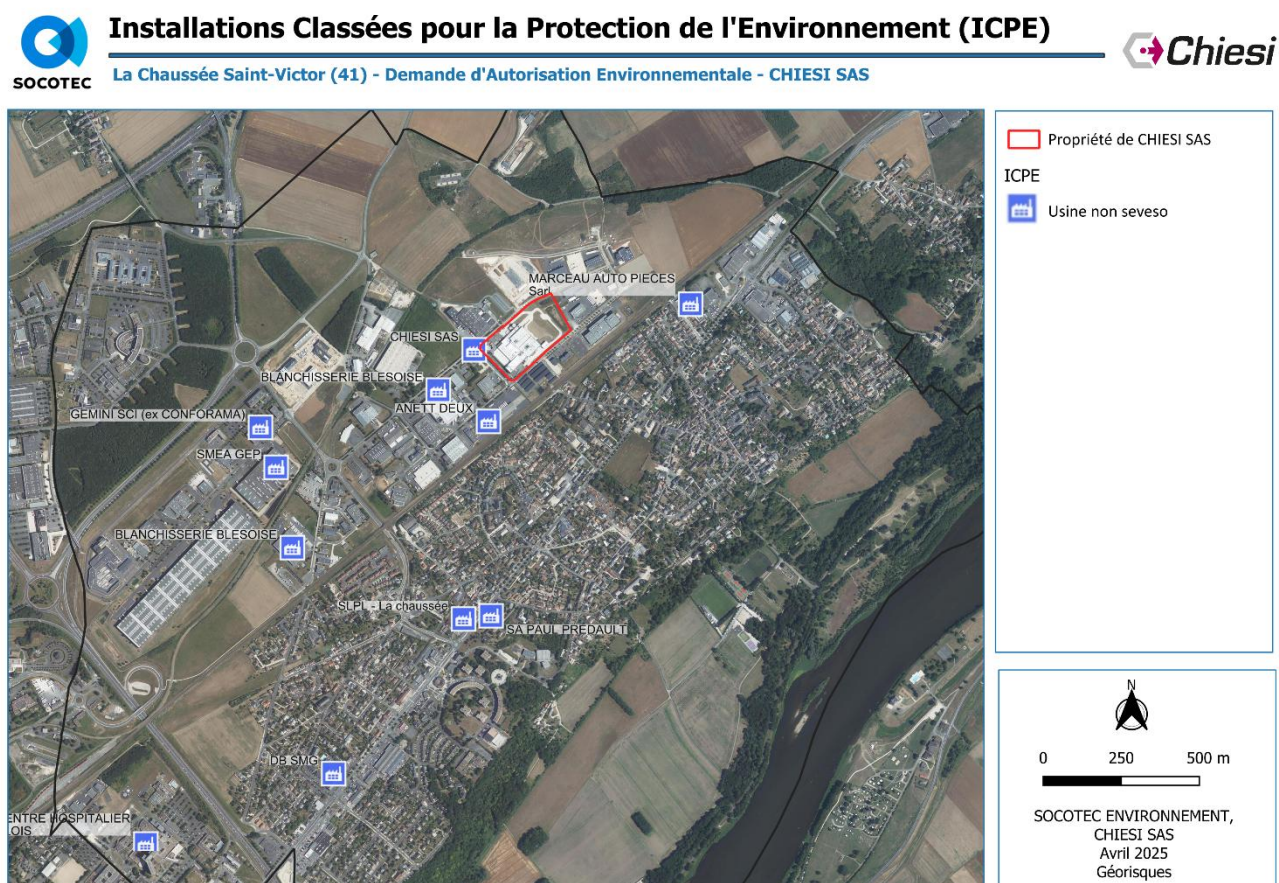 Installations Classées pour la Protection de l'Environnement (ICPE)
SOCOTEC
La Chaussée Saint-Victor (41) - Demande d'Autorisation Environnementale - CHIESI SAS
Chiesi
MARCEAU AUTO PIECES
Sarl
CHIESI SAS
BLANCHISSERIE BLESOISE
ANETT DEUX
GEMINI SCI (ex CONFORAMA)
SMEA GEPI
BLANCHISSERIE BLESOISE
SLPL - La chaussée
SA PAUL PREDAULT
DB SMG
ENTRE HOSPITALIER
OIS
Propriété de CHIESI SAS
ICPE
Usine non seveso
N
0 250 500 m
SOCOTEC ENVIRONNEMENT,
CHIESI SAS
Avril 2025
Géorisques